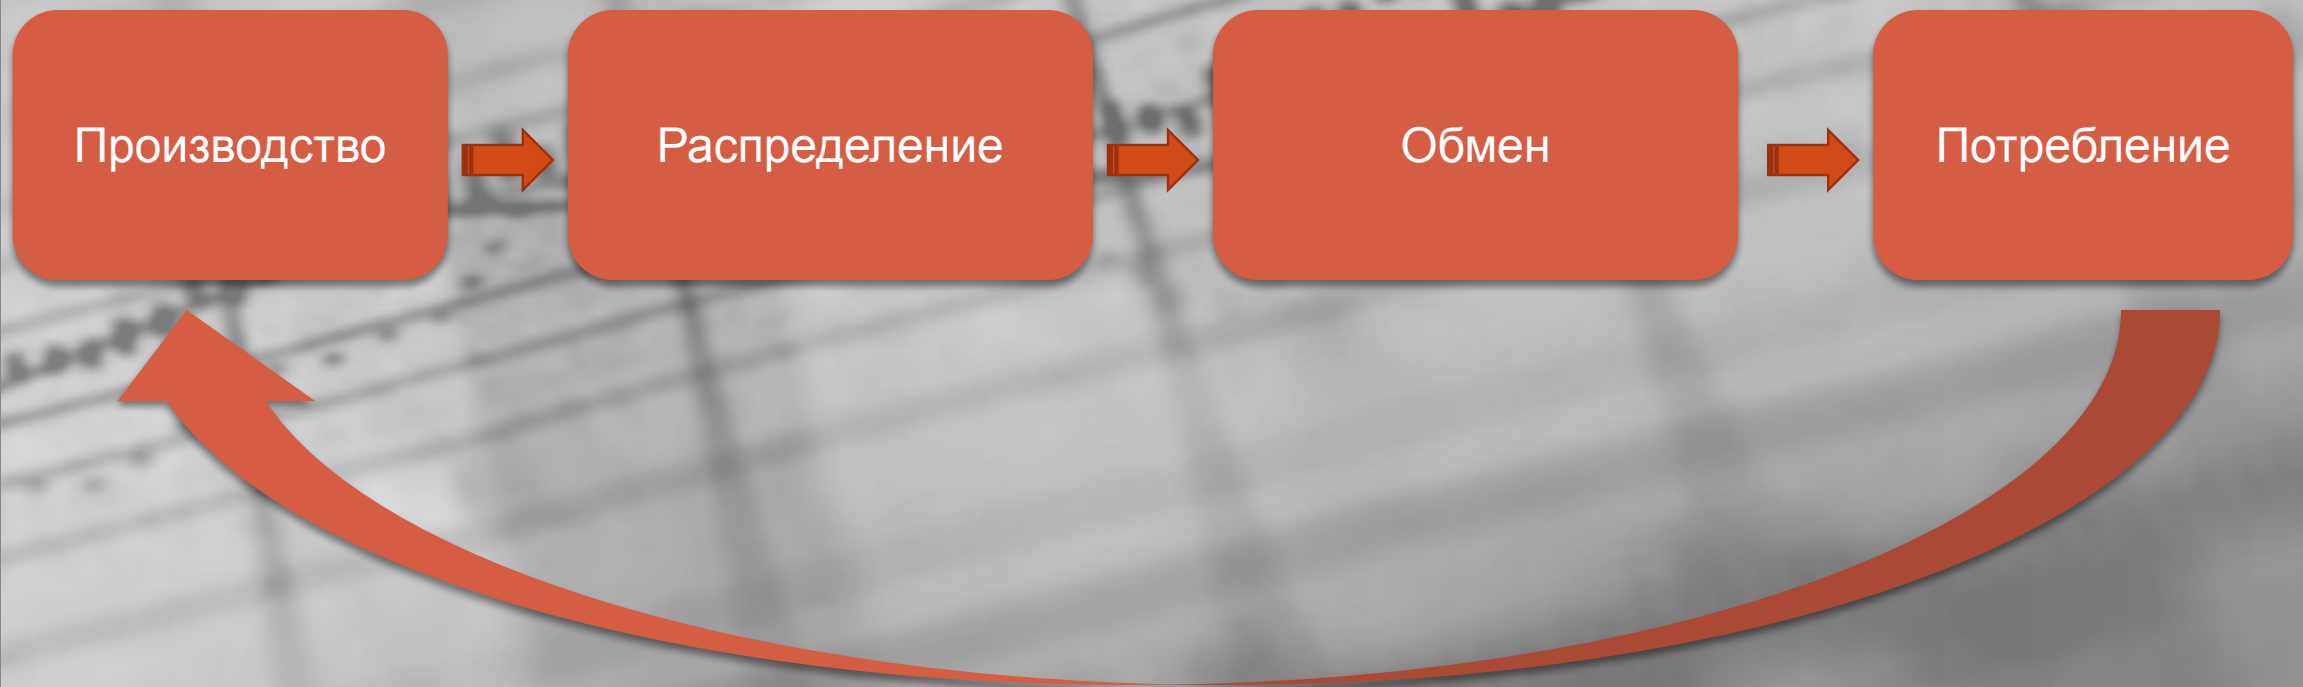 Производство
Распределение
Обмен
Потребление